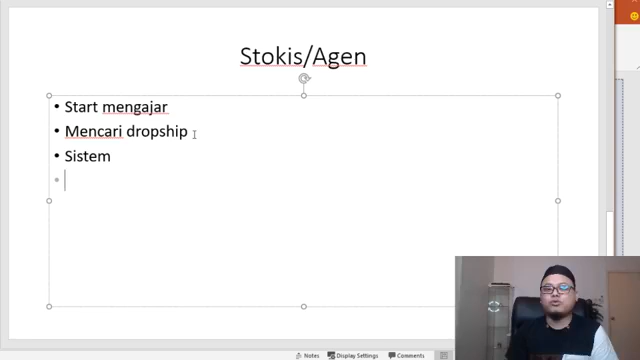 Stokis/Agen
• Start mengajar
• Mencari dropship
• Sistem
Notes Display Settings Comments